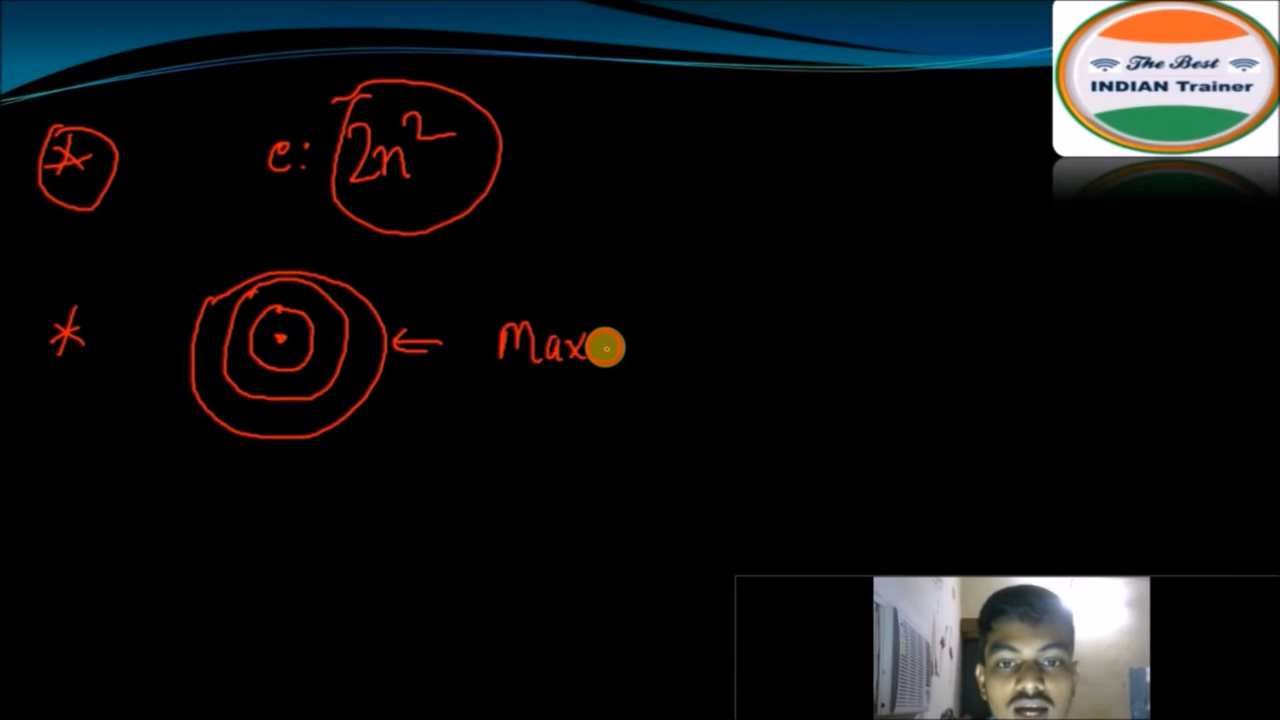 The Best
INDIAN Trainer
* e: 2n²
* ← Max